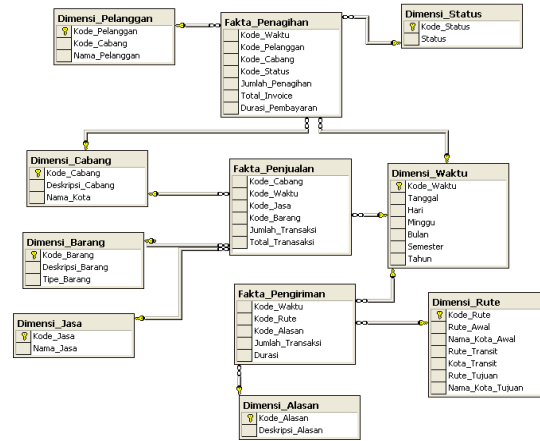 Dimensi_Pelanggan
Kode_Pelanggan
Kode_Cabang
Nama_Pelanggan
Fakta_Penagihan
Kode_Waktu
Kode_Pelanggan
Kode_Cabang
Kode_Status
Jumlah_Penagihan
Total_Invoice
Durasi_Pembayaran
Dimensi_Status
Kode_Status
Status
Dimensi_Cabang
Kode_Cabang
Deskripsi_Cabang
Nama_Kota
Fakta_Penjualan
Kode_Cabang
Kode_Waktu
Kode_Jasa
Kode_Barang
Jumlah_Transaksi
Total_Tranasaksi
Dimensi_Waktu
Kode_Waktu
Tanggal
Hari
Minggu
Bulan
Semester
Tahun
Dimensi_Barang
Kode_Barang
Deskripsi_Barang
Tipe_Barang
Dimensi_Jasa
Kode_Jasa
Nama_Jasa
Fakta_Pengiriman
Kode_Waktu
Kode_Rute
Kode_Alasan
Jumlah_Transaksi
Durasi
Dimensi_Rute
Kode_Rute
Rute_Awal
Nama_Kota_Awal
Rute_Transit
Kota_Transit
Rute_Tujuan
Nama_Kota_Tujuan
Dimensi_Alasan
Kode_Alasan
Deskripsi_Alasan